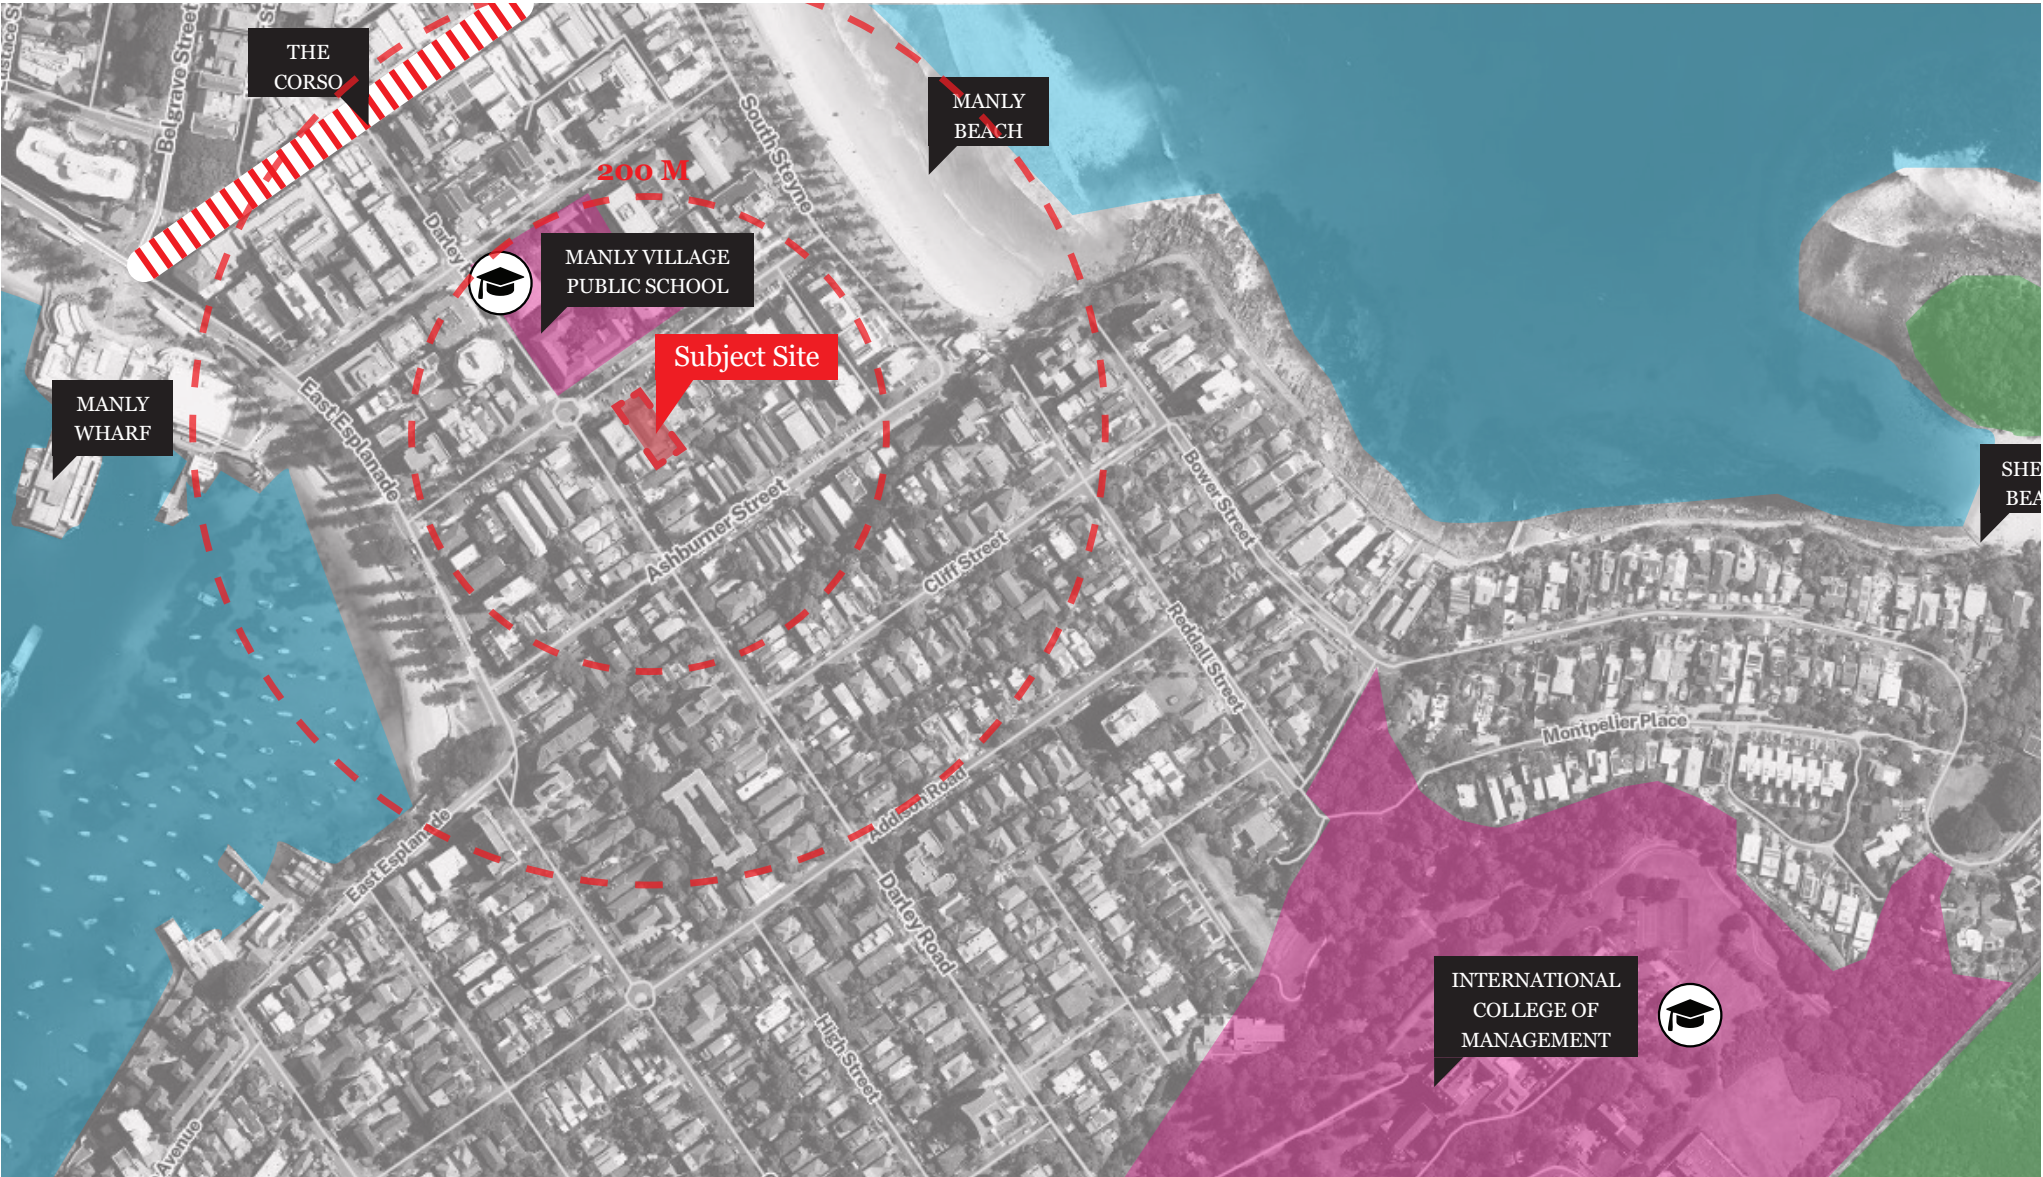 Belgrave Street
THE
CORSO
MANLY
BEACH
South Steyne
200 M
Darley
MANLY VILLAGE
PUBLIC SCHOOL
Subject Site
MANLY
WHARF
East Esplanade
Ashburner Street
Cliff Street
Bower Street
SHE
BEA
Reddall Street
Montpelier Place
Addison Road
East Esplanade
Darley Road
INTERNATIONAL
COLLEGE OF
MANAGEMENT
High Street
Avenue